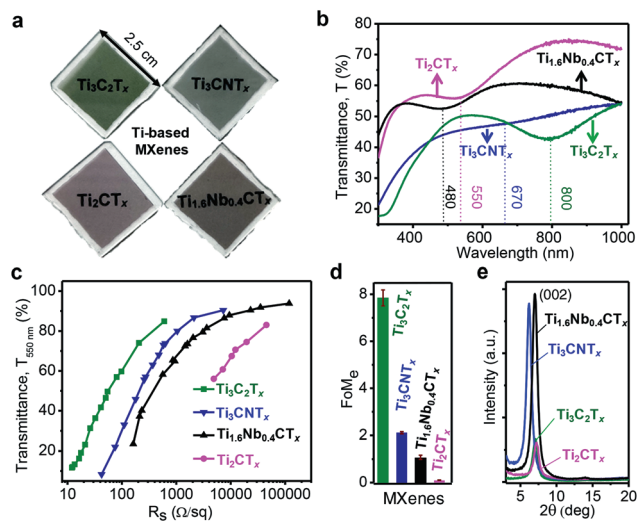 a
2.5 cm
Ti₃C₂Tₓ
Ti₃CNTₓ
Ti-based
MXenes
Ti₂CTₓ
Ti₁.₆Nb₀.₄CTₓ
b
Transmittance, T (%)
80
70
60
50
40
30
20
Ti₂CTₓ
Ti₁.₆Nb₀.₄CTₓ
Ti₃CNTₓ
Ti₃C₂Tₓ
480
550
670
800
400
600
800
1000
Wavelength (nm)
c
Transmittance, T₅₅₀ ₙₘ (%)
100
80
60
40
20
Ti₃C₂Tₓ
Ti₃CNTₓ
Ti₁.₆Nb₀.₄CTₓ
Ti₂CTₓ
10
100
1000
10000
100000
Rₛ (Ω/sq)
d
FoMₑ
8
6
4
2
0
Ti₃C₂Tₓ
Ti₃CNTₓ
Ti₁.₆Nb₀.₄CTₓ
Ti₂CTₓ
MXenes
e
Intensity (a.u.)
(002)
Ti₁.₆Nb₀.₄CTₓ
Ti₃CNTₓ
Ti₃C₂Tₓ
Ti₂CTₓ
5
10
15
20
2θ (deg)